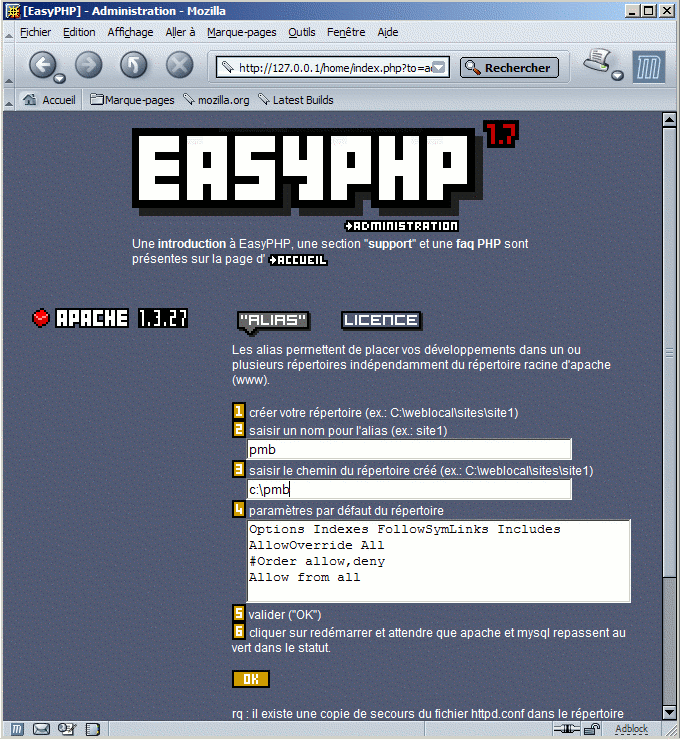 [EasyPHP] - Administration - Mozilla
Fichier Edition Affichage Aller à Marque-pages Outils Fenêtre Aide
http://127.0.0.1/home/index.php?to=ad Rechercher
Accueil Marque-pages mozilla.org Latest Builds
EASYPHP 1.7
ADMINISTRATION
Une introduction à EasyPHP, une section "support" et une faq PHP sont
présentes sur la page d' ACCUEIL
APACHE 1.3.27 "ALIAS" LICENCE
Les alias permettent de placer vos développements dans un ou
plusieurs répertoires indépendamment du répertoire racine d'apache
(www).
1 créer votre répertoire (ex.: C:\weblocal\sites\site1)
2 saisir un nom pour l'alias (ex.: site1)
pmb
3 saisir le chemin du répertoire créé (ex.: C:\weblocal\sites\site1)
c:\pmb
4 paramètres par défaut du répertoire
Options Indexes FollowSymLinks Includes
AllowOverride All
#Order allow,deny
Allow from all
5 valider ("OK")
6 cliquer sur redémarrer et attendre que apache et mysql repassent au
vert dans le statut.
OK
rq : il existe une copie de secours du fichier httpd.conf dans le répertoire
Adblock